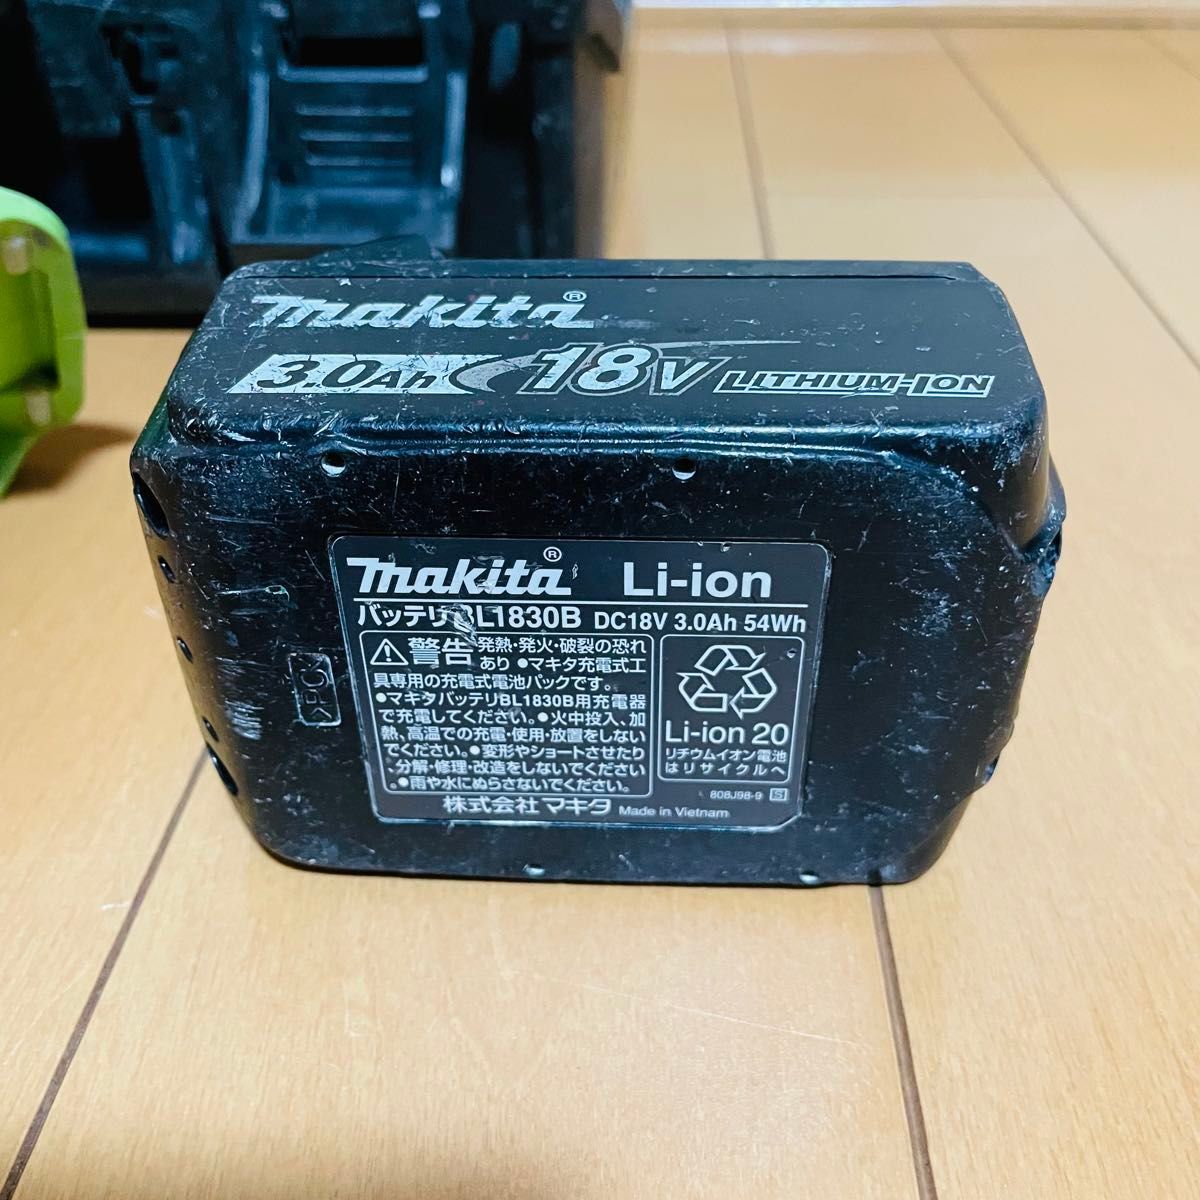 makita®
3.0Ah 18V LITHIUM-ION
makita® Li-ion
バッテリ BL1830B DC18V 3.0Ah 54Wh
警告 発熱・発火・破裂の恐れ
あり ●マキタ充電式工
具専用の充電式電池パックです。
●マキタバッテリBL1830B用充電器
で充電してください。●火中投入、加
熱、高温での充電・使用・放置をしない
でください。●変形やショートさせたり
分解・修理・改造をしないでください。
●雨や水にぬらさないでください。
Li-ion 20
リチウムイオン電池
はリサイクルへ
808J98-9 S
株式会社 マキタ Made in Vietnam
>PC<